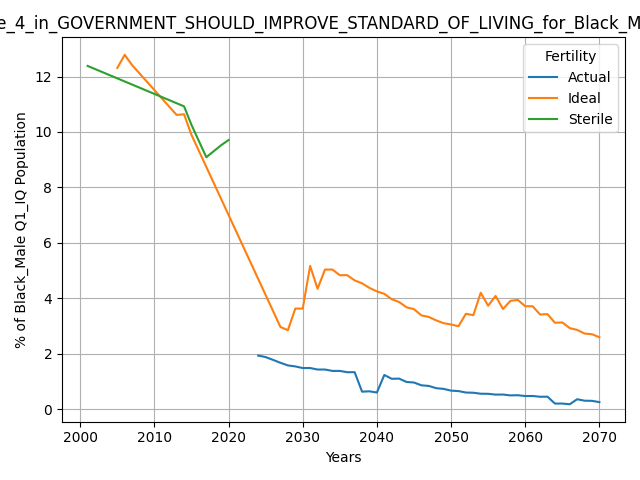 e_4_in_GOVERNMENT_SHOULD_IMPROVE_STANDARD_OF_LIVING_for_Black_M
Fertility
Actual
Ideal
Sterile
% of Black_Male Q1_IQ Population
12
10
8
6
4
2
0
2000 2010 2020 2030 2040 2050 2060 2070
Years